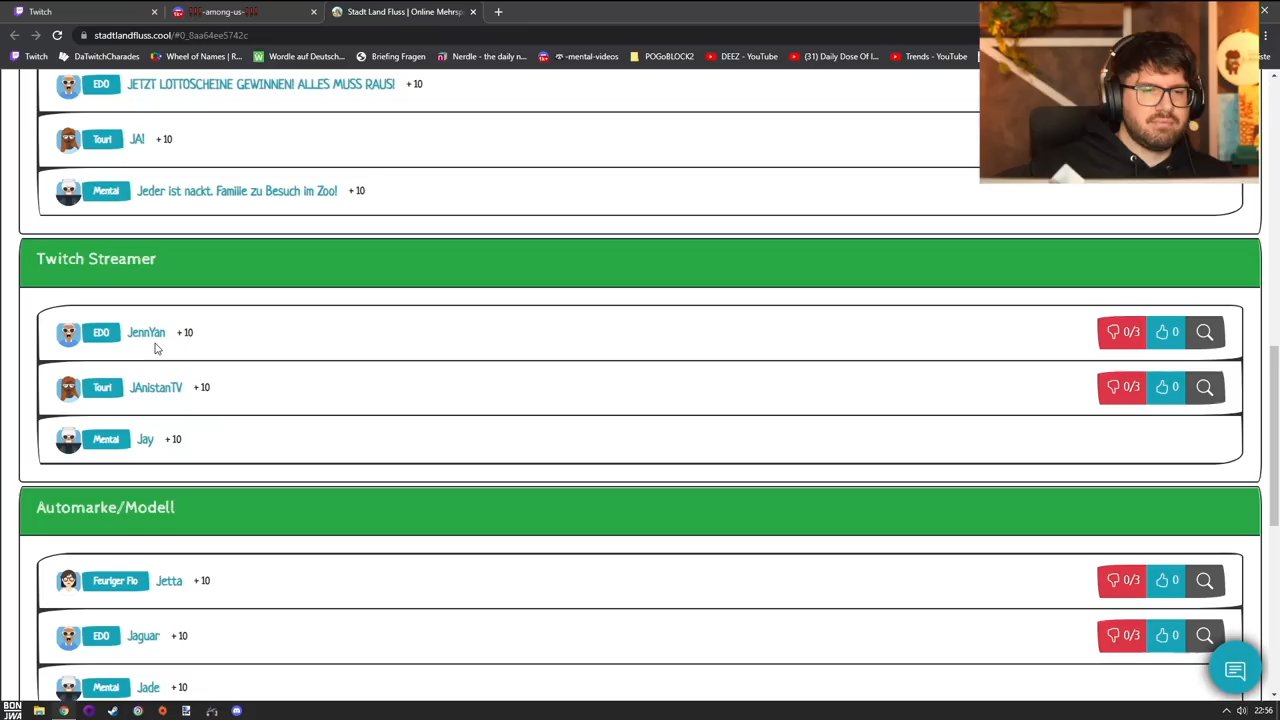 Twitch
-among-us-
Stadt Land Fluss | Online Mehrsp
stadtlandfluss.cool/#0_8aa64ee5742c
Twitch
DaTwitchCharades
Wheel of Names | R...
Wordle auf Deutsch...
Briefing Fragen
Nerdle - the daily n...
-mental-videos
POGoBLOCK2
DEEZ - YouTube
(31) Daily Dose Of I...
Trends - YouTube
EDO JETZT LOTTOSCHEINE GEWINNEN! ALLES MUSS RAUS! +10
Touri JA! +10
Mental Jeder ist nackt. Familie zu Besuch im Zoo! +10
Twitch Streamer
EDO JennYan +10 0/3 0
Touri JAnistanTV +10 0/3 0
Mental Jay +10
Automarke/Modell
Feuriger Flo Jetta +10 0/3 0
EDO Jaguar +10 0/3 0
Mental Jade +10
BON
JWA
22:56